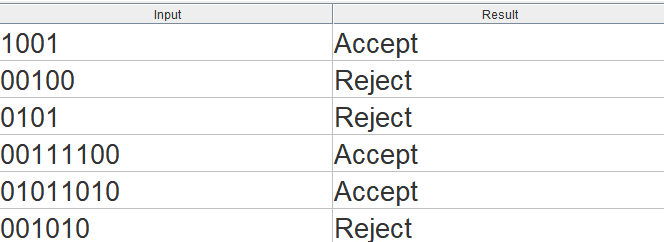 Input Result
1001 Accept
00100 Reject
0101 Reject
00111100 Accept
01011010 Accept
001010 Reject